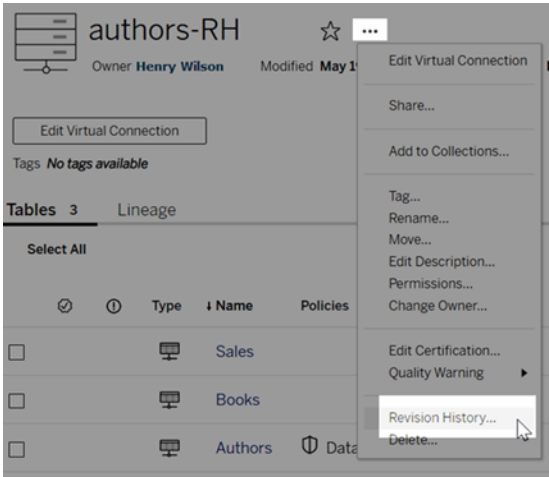 authors-RH
...
Owner Henry Wilson Modified May 1
Edit Virtual Connection
Tags No tags available
Tables 3 Lineage
Select All
Type ↓ Name Policies
Sales
Books
Authors Data
Edit Virtual Connection
Share...
Add to Collections...
Tag...
Rename...
Move...
Edit Description...
Permissions...
Change Owner...
Edit Certification...
Quality Warning
Revision History...
Delete...